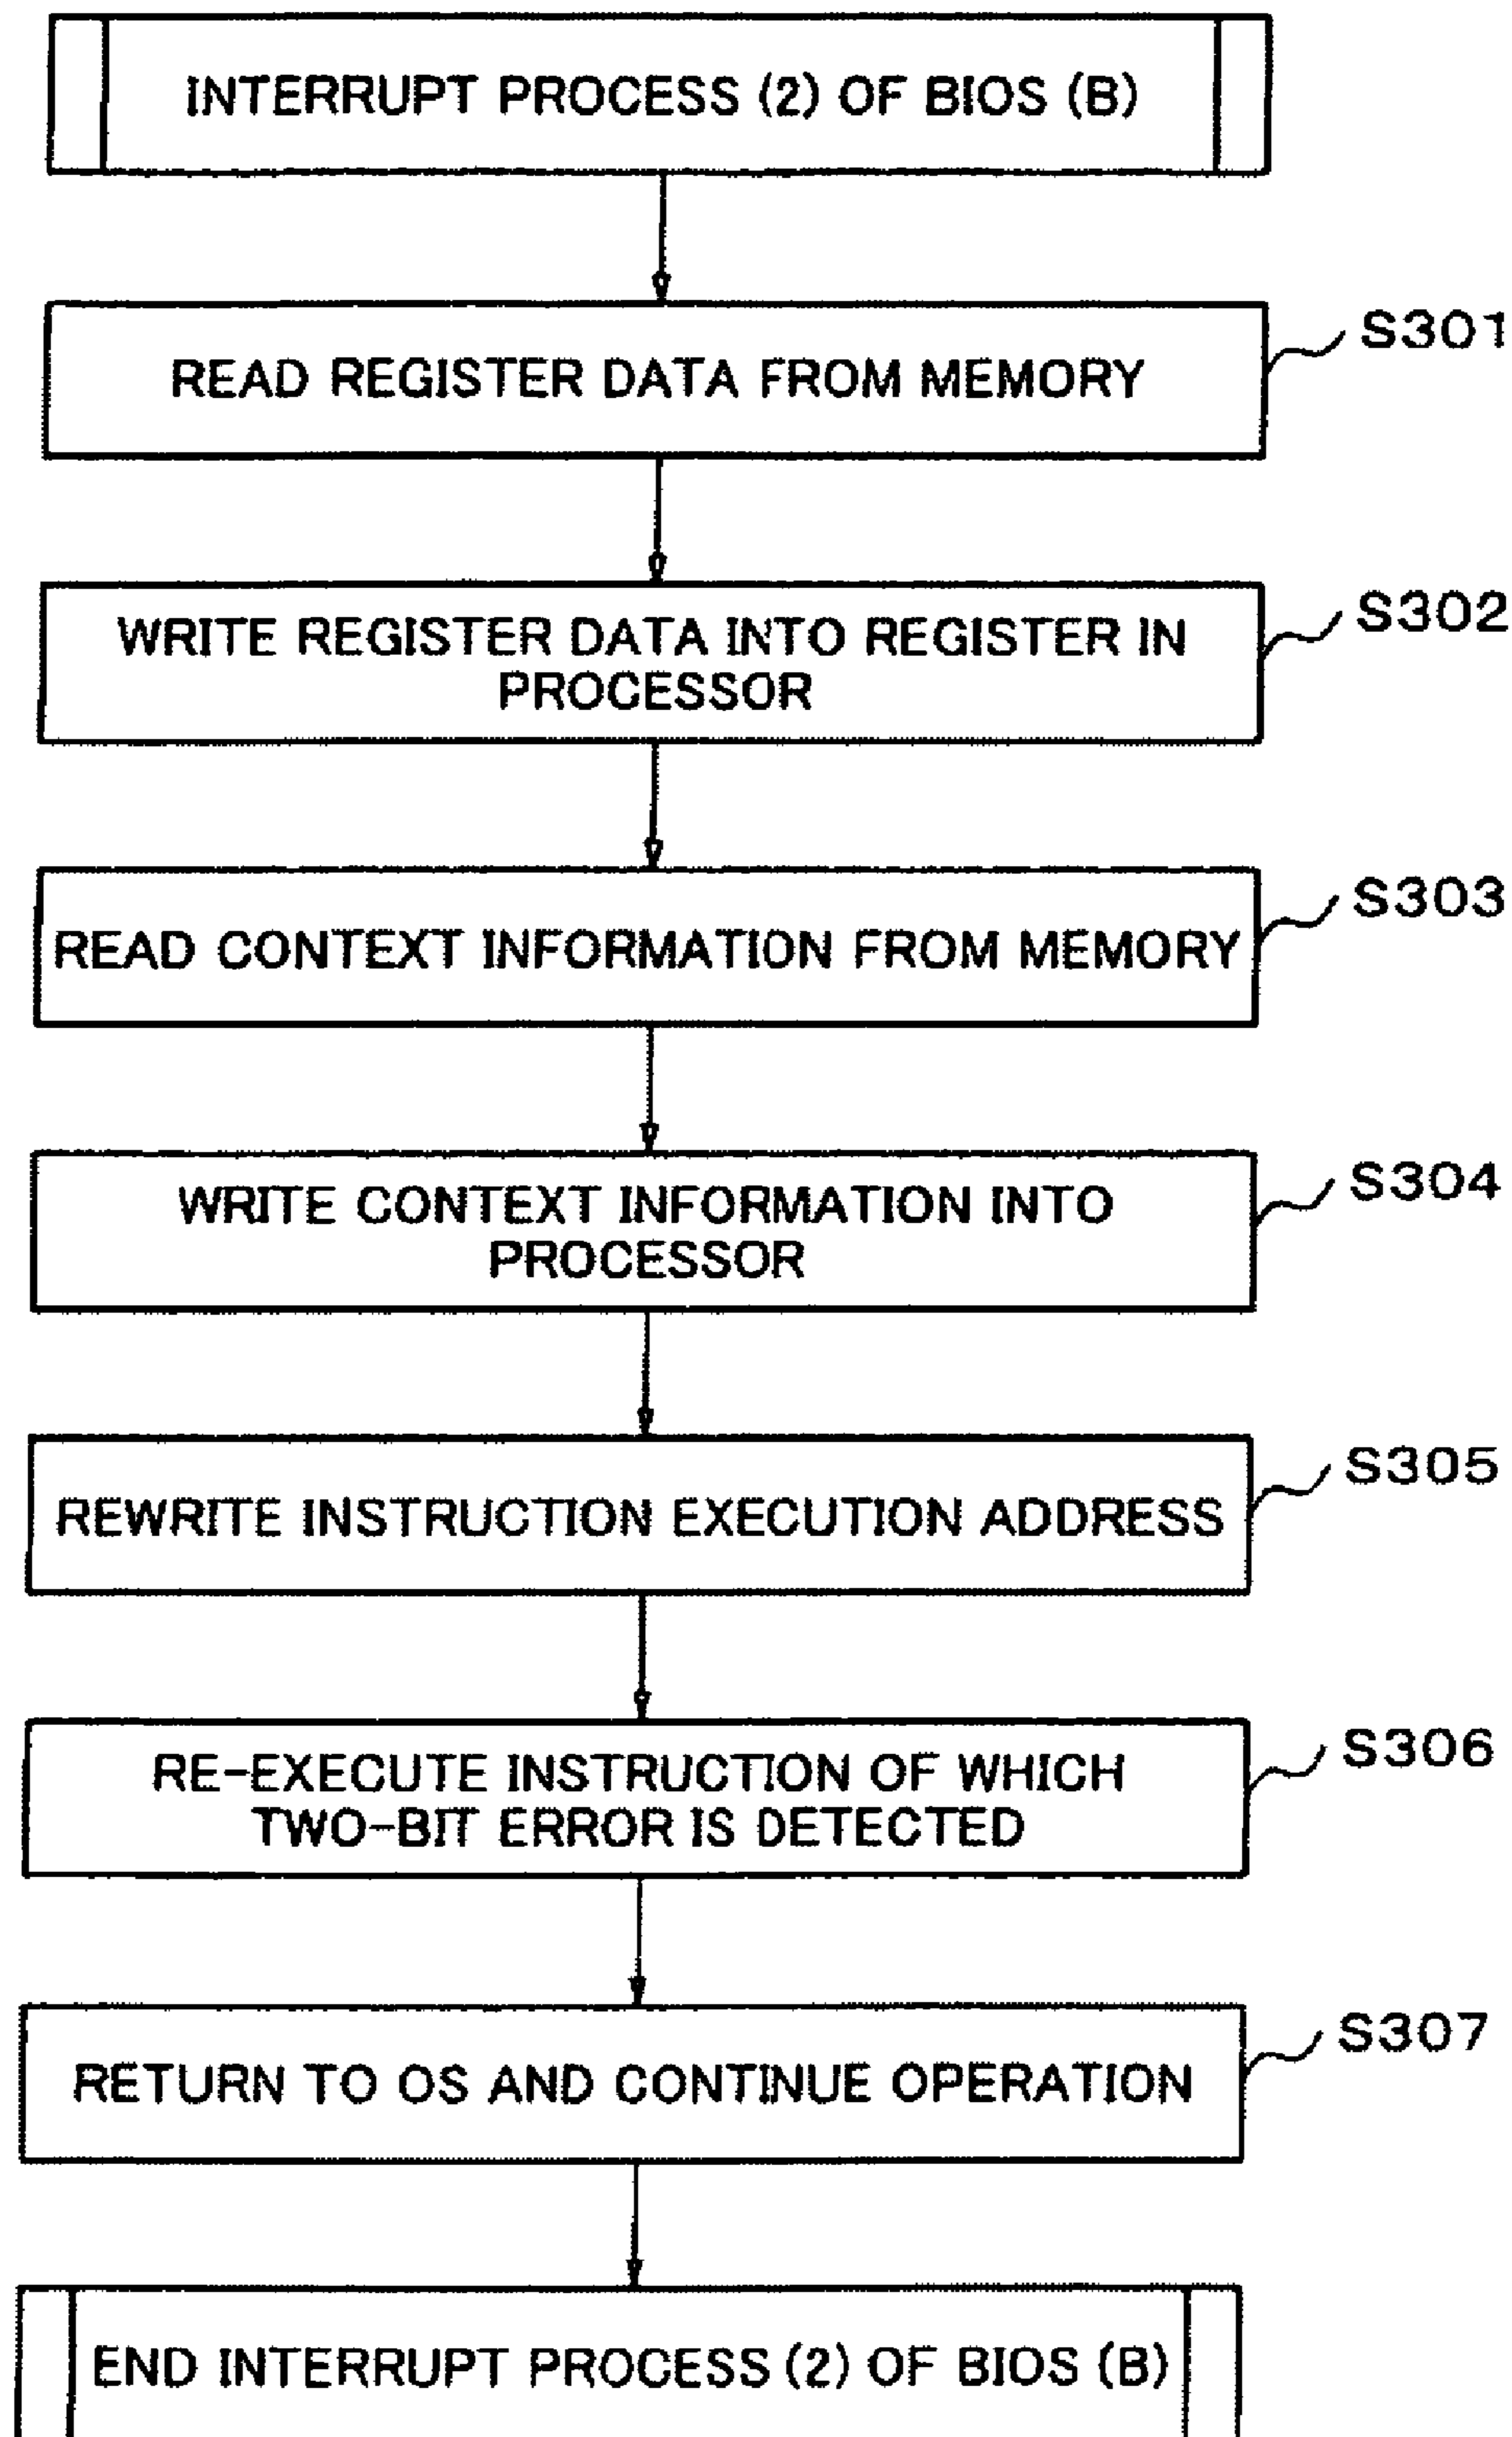 INTERRUPT PROCESS (2) OF BIOS (B)
READ REGISTER DATA FROM MEMORY
S301
WRITE REGISTER DATA INTO REGISTER IN
PROCESSOR
S302
READ CONTEXT INFORMATION FROM MEMORY
S303
WRITE CONTEXT INFORMATION INTO
PROCESSOR
S304
REWRITE INSTRUCTION EXECUTION ADDRESS
S305
RE-EXECUTE INSTRUCTION OF WHICH
TWO-BIT ERROR IS DETECTED
S306
RETURN TO OS AND CONTINUE OPERATION
S307
END INTERRUPT PROCESS (2) OF BIOS (B)